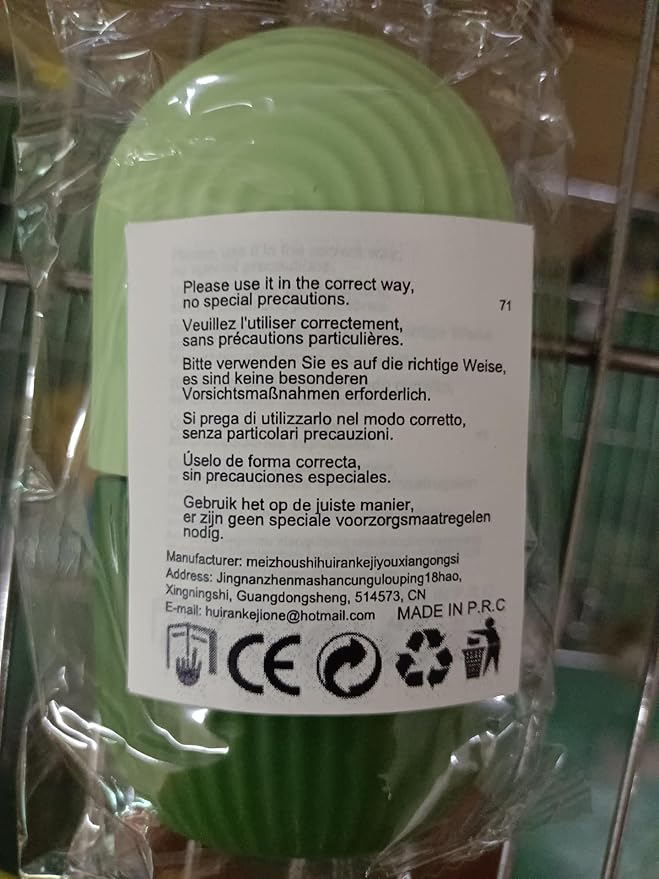 Please use it in the correct way,
no special precautions.
71
Veuillez l'utiliser correctement,
sans précautions particulières.
Bitte verwenden Sie es auf die richtige Weise,
es sind keine besonderen
Vorsichtsmaßnahmen erforderlich.
Si prega di utilizzarlo nel modo corretto,
senza particolari precauzioni.
Úselo de forma correcta,
sin precauciones especiales.
Gebruik het op de juiste manier,
er zijn geen speciale voorzorgsmaatregelen
nodig.
Manufacturer: meizhoushihuirankejiyouxiangongsi
Address: Jingnanzhenmashancungulouping18hao,
Xingningshi, Guangdongsheng, 514573, CN
E-mail: huirankejione@hotmail.com MADE IN P.R.C
CE